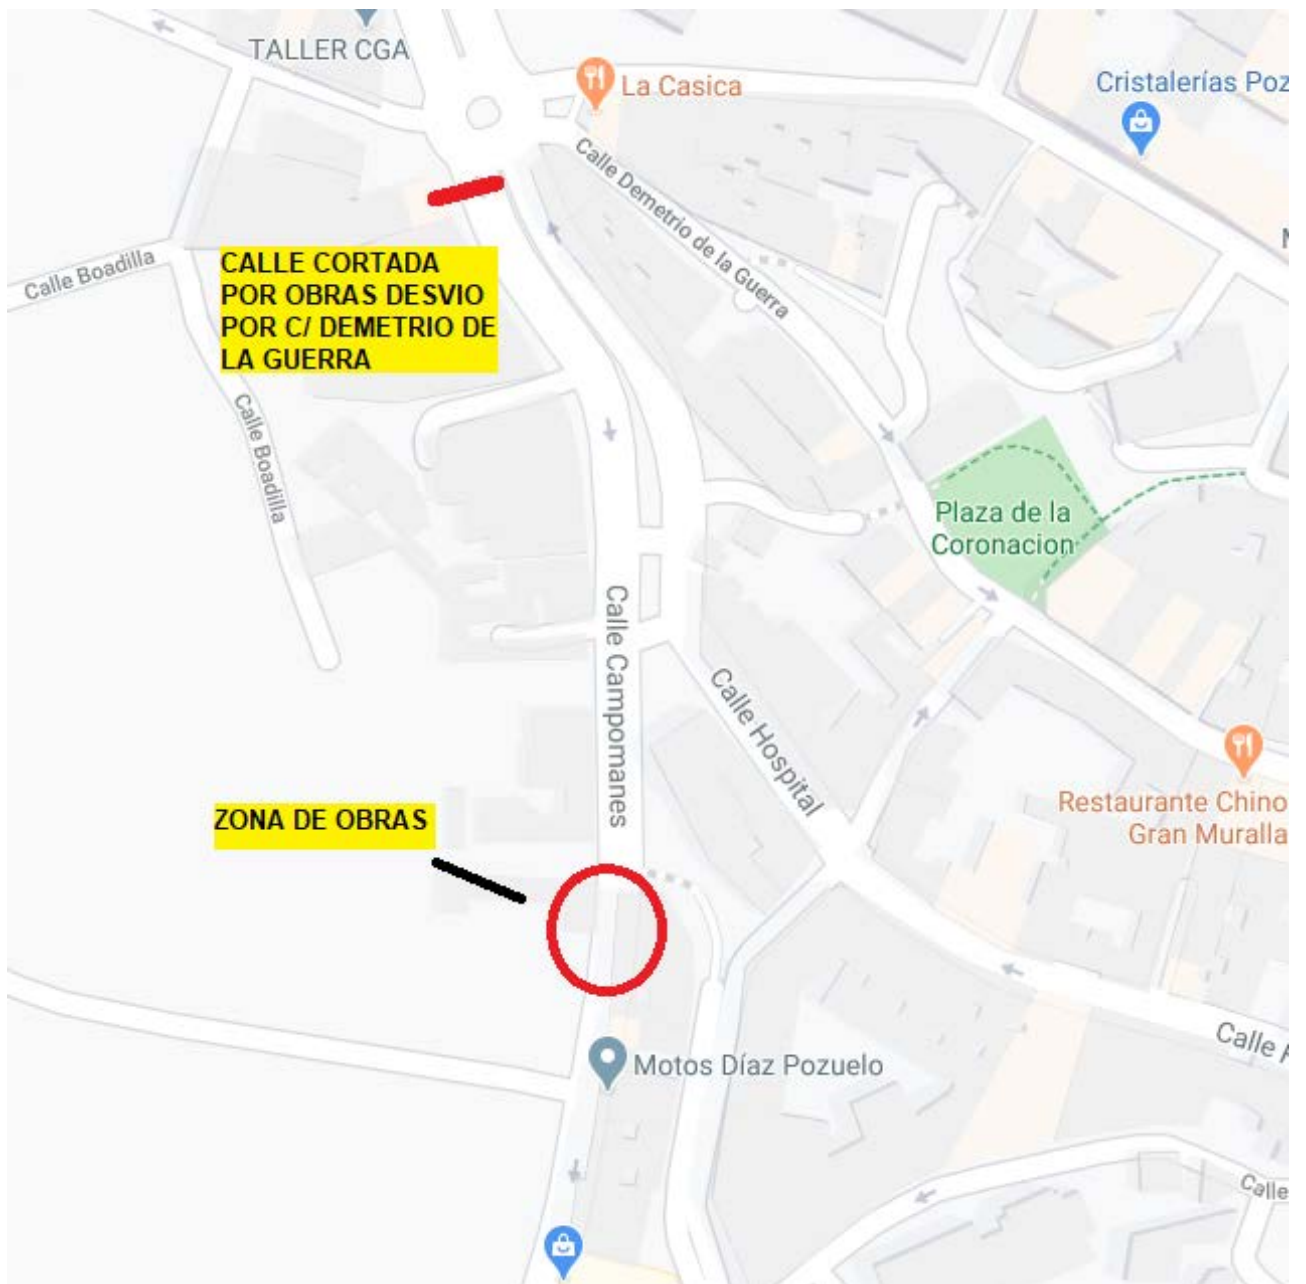 TALLER CGA
La Casica
Cristalerías Poz
Calle Demetrio de la Guerra
Calle Boadilla
CALLE CORTADA
POR OBRAS DESVIO
POR C/ DEMETRIO DE
LA GUERRA
Calle Boadilla
Plaza de la
Coronacion
Calle Campomanes
Calle Hospital
Restaurante Chino
Gran Muralla
ZONA DE OBRAS
Calle
Motos Díaz Pozuelo
Calle